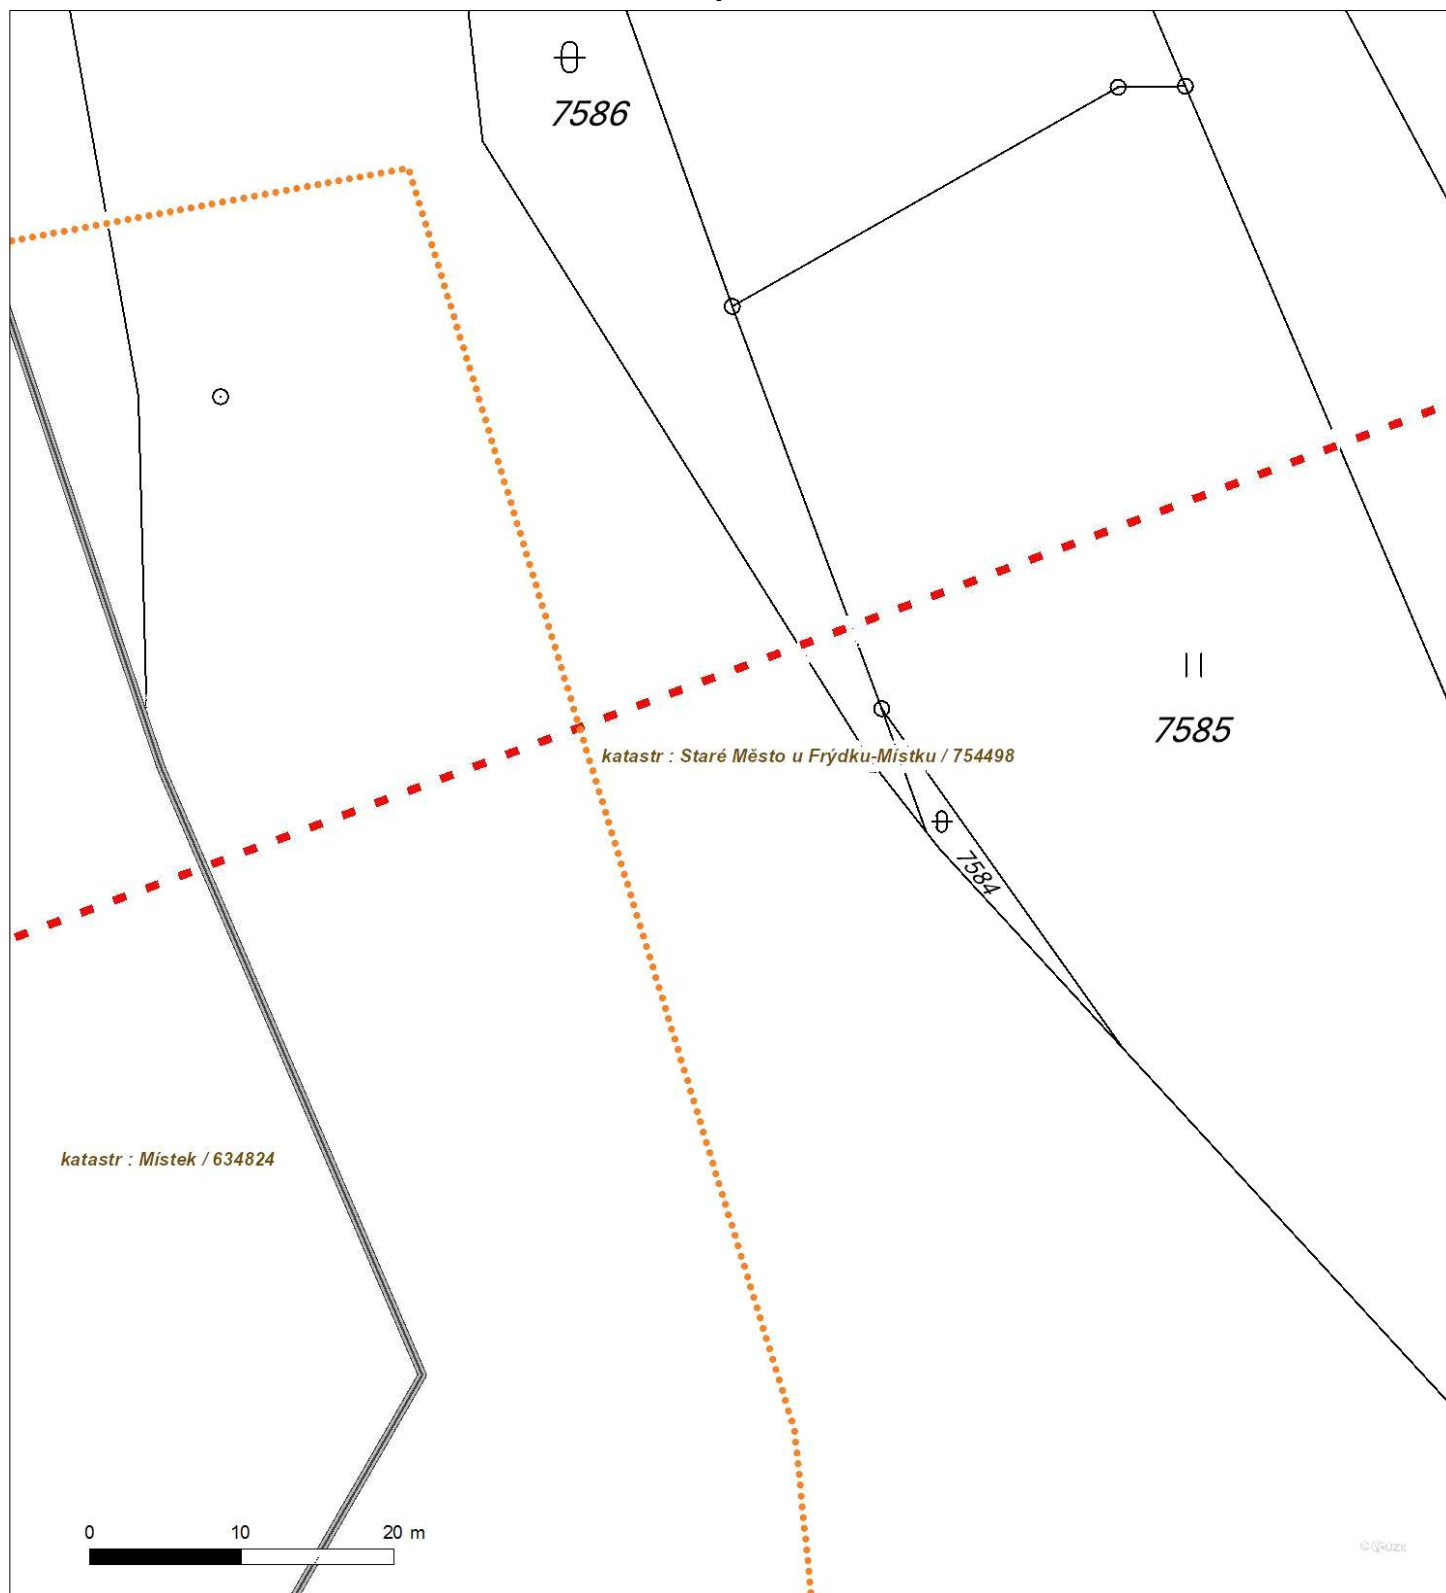 7586
7585
katastr : Staré Město u Frýdku-Místku / 754498
7584
katastr : Místek / 634824
0 10 20 m